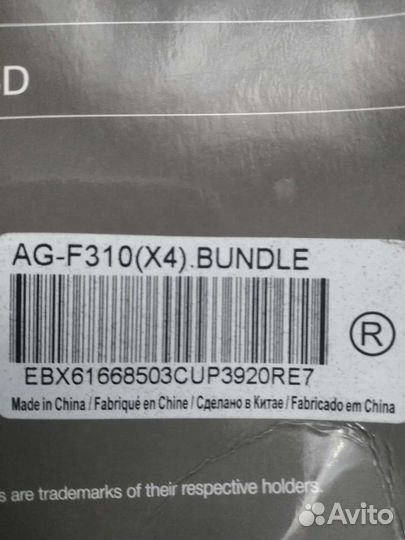 D
AG-F310(X4).BUNDLE
®
EBX61668503CUP3920RE7
Made in China / Fabriqué en Chine / Сделано в Китае / Fabricado em China
s are trademarks of their respective holders.
Avito